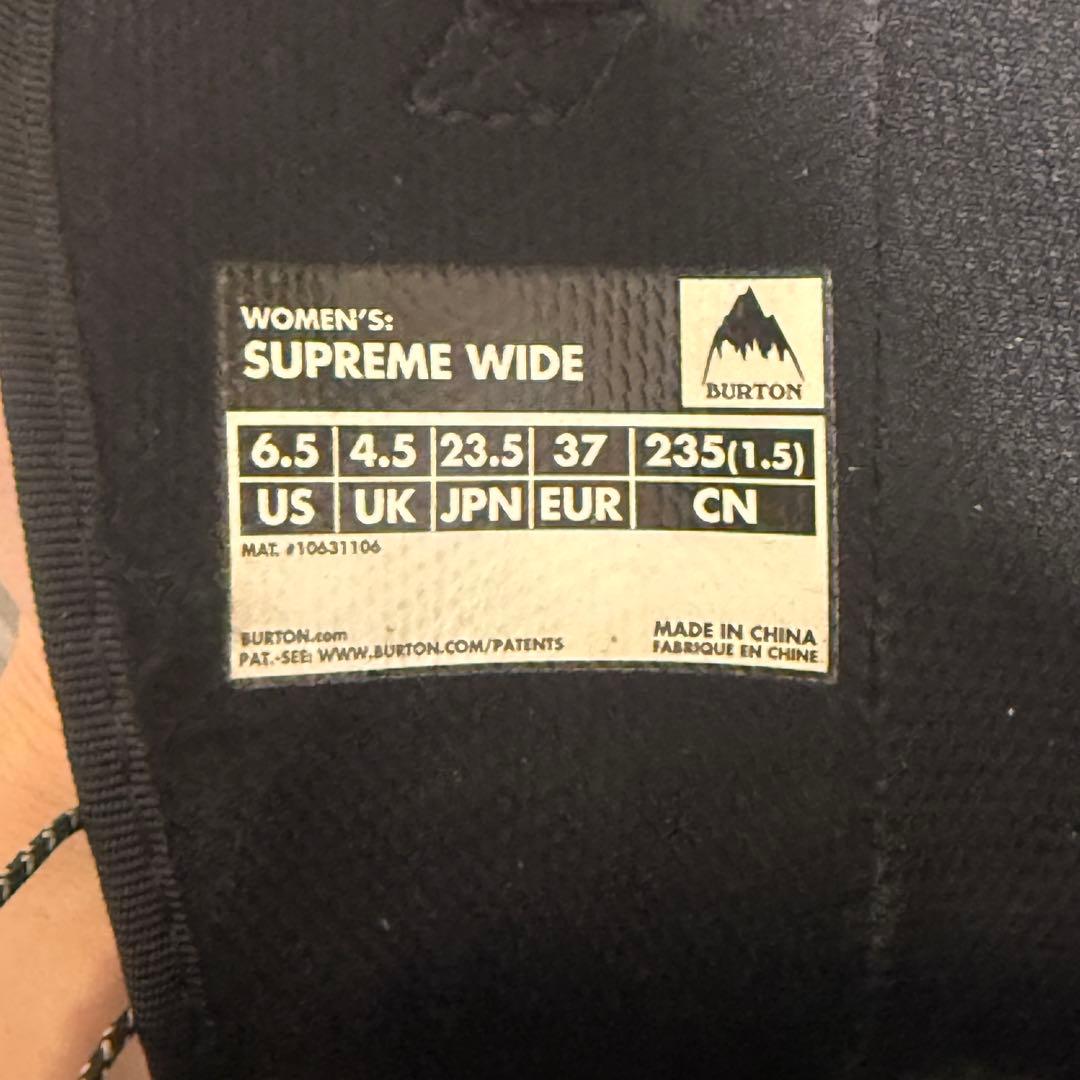 WOMEN'S:
SUPREME WIDE
BURTON
6.5 4.5 23.5 37 235(1.5)
US UK JPN EUR CN
MAT. #10631106
BURTON.com
PAT.-SEE: WWW.BURTON.COM/PATENTS
MADE IN CHINA
FABRIQUE EN CHINE